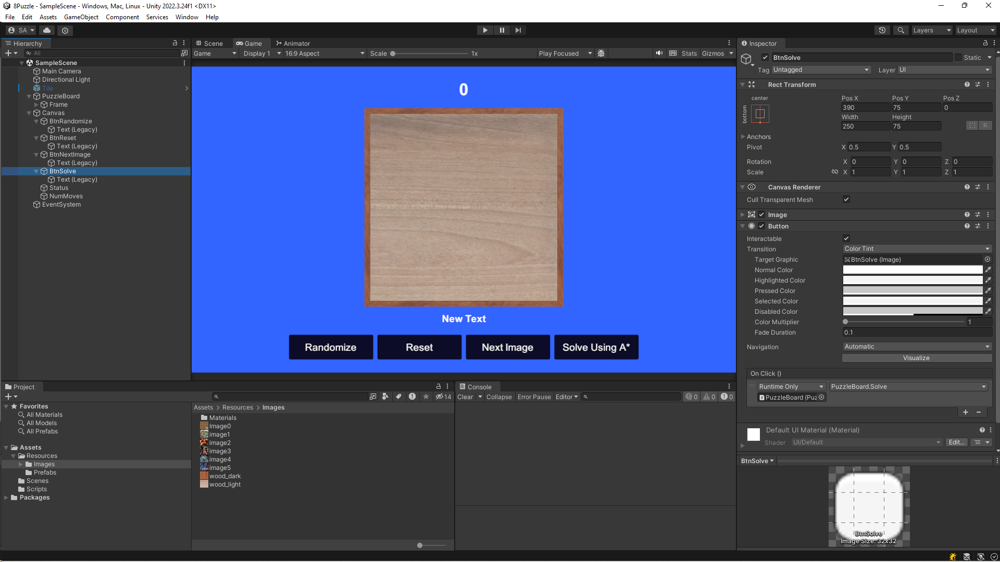 8Puzzle - SampleScene - Windows, Mac, Linux - Unity 2022.3.24f1 <DX11>
File Edit Assets GameObject Component Services Window Help
SA
Layers Layout
Hierarchy
All
SampleScene
Main Camera
Directional Light
Tile
PuzzleBoard
Frame
Canvas
BtnRandomize
Text (Legacy)
BtnReset
Text (Legacy)
BtnNextImage
Text (Legacy)
BtnSolve
Text (Legacy)
Status
NumMoves
EventSystem
Scene Game Animator
Game Display 1 16:9 Aspect Scale 1x Play Focused Stats Gizmos
0
New Text
Randomize Reset Next Image Solve Using A*
Inspector
BtnSolve Static
Tag Untagged Layer UI
Rect Transform
center
bottom
Pos X Pos Y Pos Z
390 75 0
Width Height
250 75
R
Anchors
Pivot X 0.5 Y 0.5
Rotation X 0 Y 0 Z 0
Scale X 1 Y 1 Z 1
Canvas Renderer
Cull Transparent Mesh
Image
Button
Interactable
Transition Color Tint
Target Graphic BtnSolve (Image)
Normal Color
Highlighted Color
Pressed Color
Selected Color
Disabled Color
Color Multiplier 1
Fade Duration 0.1
Navigation Automatic
Visualize
On Click ()
Runtime Only PuzzleBoard.Solve
PuzzleBoard (Puz
Default UI Material (Material)
Shader UI/Default Edit...
BtnSolve
BtnSolve
Image Size: 32x32
Project
14
Favorites
All Materials
All Models
All Prefabs
Assets
Resources
Images
Prefabs
Scenes
Scripts
Packages
Assets > Resources > Images
Materials
Image0
image1
image2
image3
image4
image5
wood_dark
wood_light
Console
Clear Collapse Error Pause Editor 0 0 0